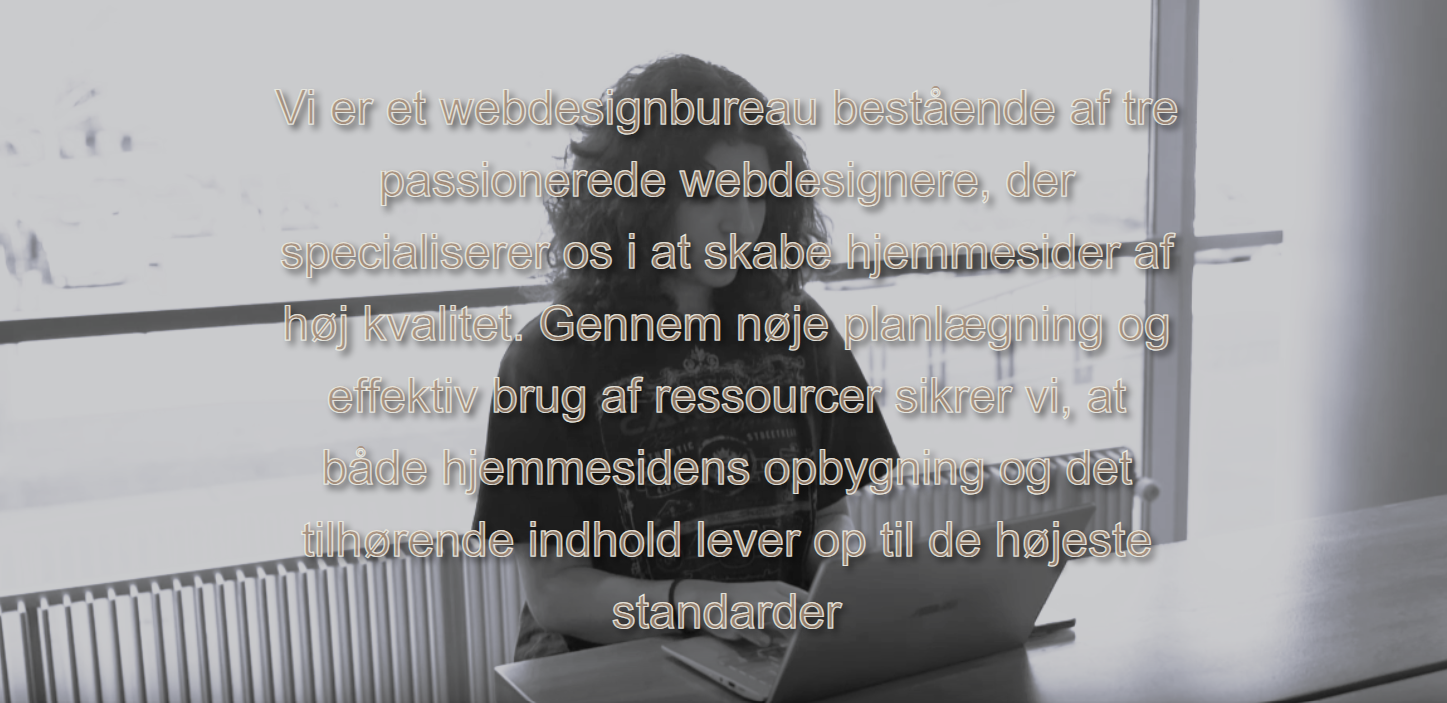 Vi er et webdesignbureau bestående af tre
passionerede webdesignere, der
specialiserer os i at skabe hjemmesider af
høj kvalitet. Gennem nøje planlægning og
effektiv brug af ressourcer sikrer vi, at
både hjemmesidens opbygning og det
tilhørende indhold lever op til de højeste
standarder